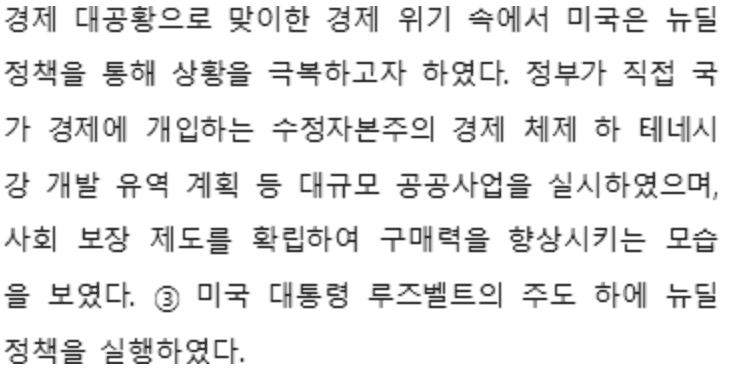 경제 대공황으로 맞이한 경제 위기 속에서 미국은 뉴딜
정책을 통해 상황을 극복하고자 하였다. 정부가 직접 국
가 경제에 개입하는 수정자본주의 경제 체제 하 테네시
강 개발 유역 계획 등 대규모 공공사업을 실시하였으며,
사회 보장 제도를 확립하여 구매력을 향상시키는 모습
을 보였다. ③ 미국 대통령 루즈벨트의 주도 하에 뉴딜
정책을 실행하였다.